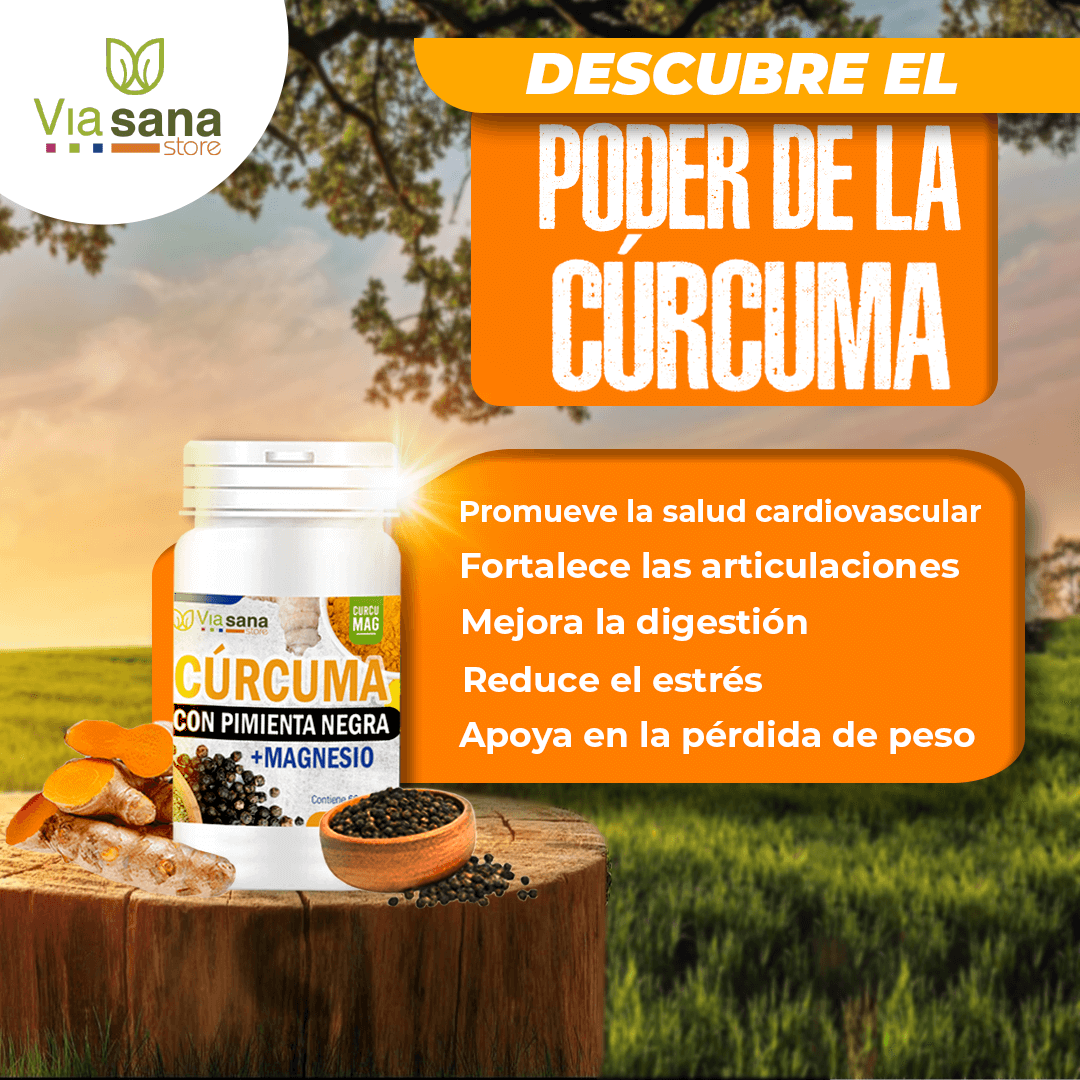 Via sana
store
DESCUBRE EL
PODER DE LA
CÚRCUMA
Promueve la salud cardiovascular
Fortalece las articulaciones
Mejora la digestión
Reduce el estrés
Apoya en la pérdida de peso
Via sana
store
CURCU
MAG
CÚRCUMA
CON PIMIENTA NEGRA
+MAGNESIO
Contiene